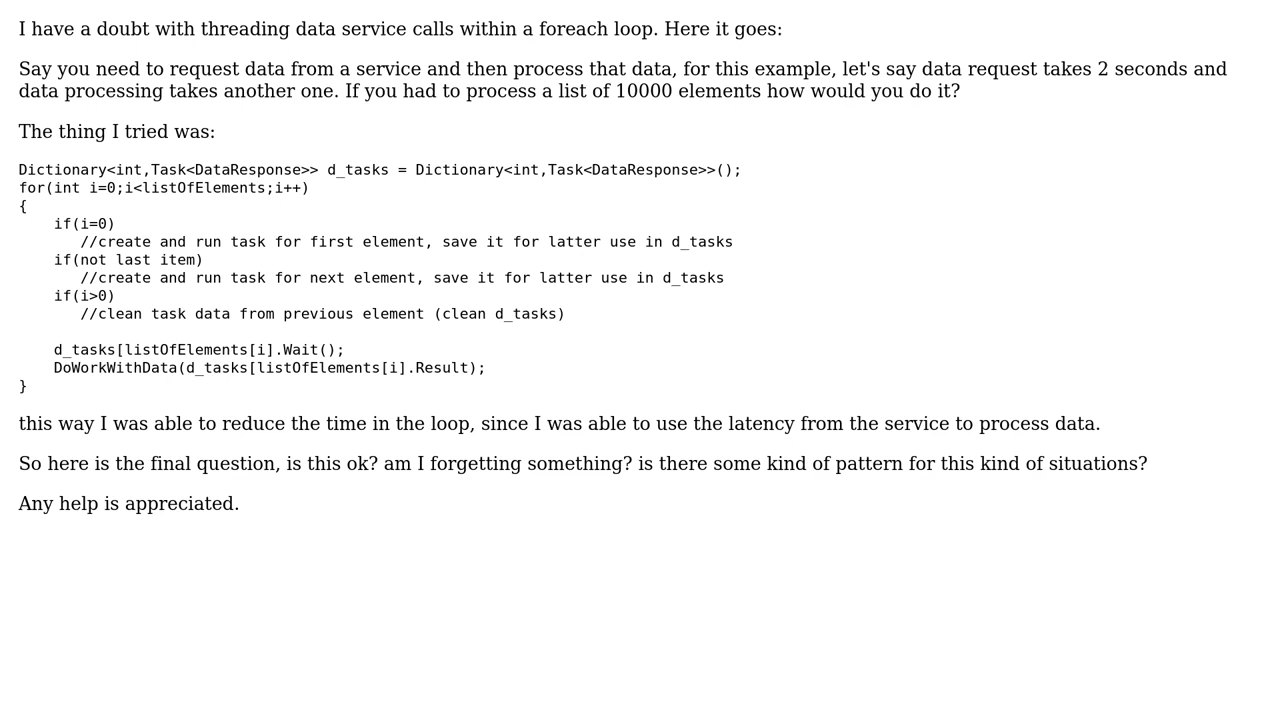 I have a doubt with threading data service calls within a foreach loop. Here it goes:
Say you need to request data from a service and then process that data, for this example, let's say data request takes 2 seconds and
data processing takes another one. If you had to process a list of 10000 elements how would you do it?
The thing I tried was:
Dictionary<int,Task<DataResponse>> d_tasks = Dictionary<int,Task<DataResponse>>();
for(int i=0;i<listOfElements;i++)
{
    if(i=0)
       //create and run task for first element, save it for latter use in d_tasks
    if(not last item)
       //create and run task for next element, save it for latter use in d_tasks
    if(i>0)
       //clean task data from previous element (clean d_tasks)
    d_tasks[listOfElements[i].Wait();
    DoWorkWithData(d_tasks[listOfElements[i].Result);
}
this way I was able to reduce the time in the loop, since I was able to use the latency from the service to process data.
So here is the final question, is this ok? am I forgetting something? is there some kind of pattern for this kind of situations?
Any help is appreciated.